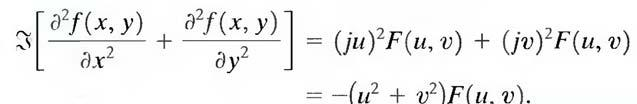 ℑ[∂²f(x, y)/∂x² + ∂²f(x, y)/∂y²] = (ju)²F(u, v) + (jv)²F(u, v)
= −(u² + v²)F(u, v).